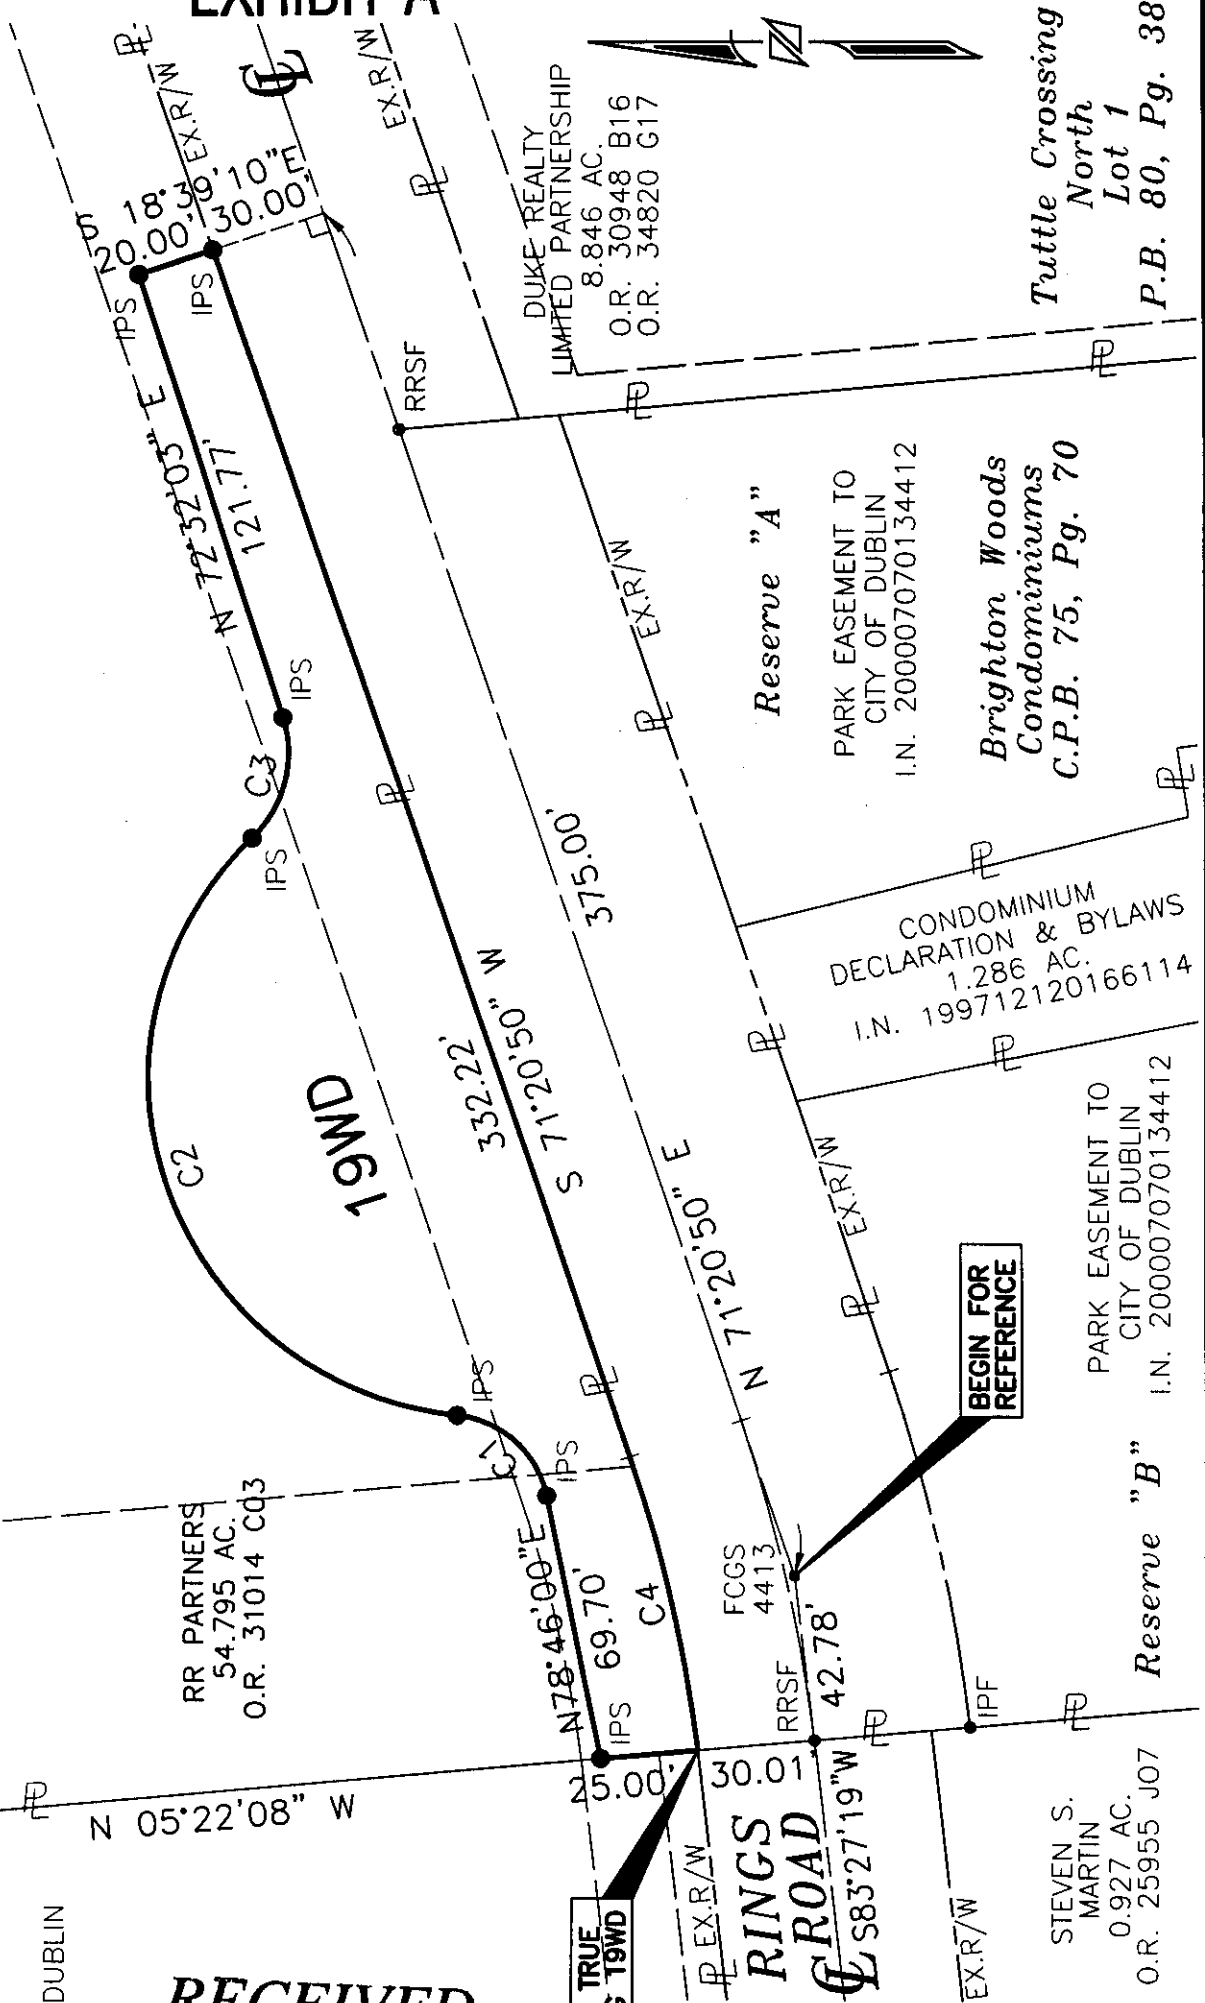 EXHIBIT A
EX.R/W
EX.R/W
S 18°39'10"E
20.00' 30.00'
IPS
IPS
N 72°32'03" E
121.77'
IPS
C3
IPS
C2
19WD
332.22'
S 71°20'50" W
375.00'
N 71°20'50" E
RRSF
DUKE REALTY
LIMITED PARTNERSHIP
8.846 AC.
O.R. 30948 B16
O.R. 34820 G17
Tuttle Crossing
North
Lot 1
P.B. 80, Pg. 38
EX.R/W
Reserve "A"
PARK EASEMENT TO
CITY OF DUBLIN
I.N. 200007070134412
Brighton Woods
Condominiums
C.P.B. 75, Pg. 70
CONDOMINIUM
DECLARATION & BYLAWS
1.286 AC.
I.N. 199712120166114
EX.R/W
PARK EASEMENT TO
CITY OF DUBLIN
I.N. 200007070134412
Reserve "B"
BEGIN FOR
REFERENCE
IPS
C1
IPS
RR PARTNERS
54.795 AC.
O.R. 31014 C03
N78°46'00"E
69.70'
IPS
C4
FCGS
4413
RRSF
42.78'
IPF
N 05°22'08" W
25.00'
30.01'
RINGS
ROAD
S83°27'19"W
EX.R/W
EX.R/W
STEVEN S.
MARTIN
0.927 AC.
O.R. 25955 J07
TRUE
19WD
DUBLIN
RECEIVED